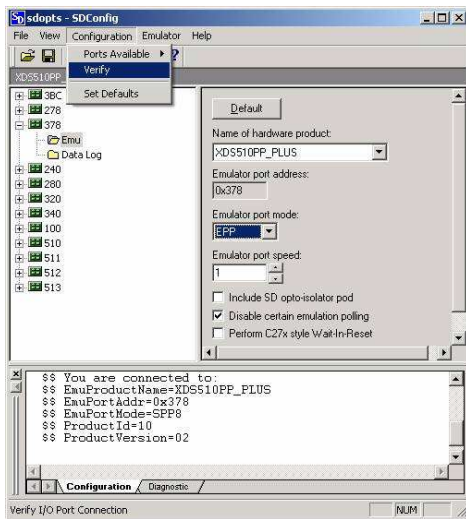 sdopts - SDConfig
File View Configuration Emulator Help
Ports Available
Verify
Set Defaults
XDS510PP_
3BC
278
378
Emu
Data Log
240
280
320
340
100
510
511
512
513
Default
Name of hardware product:
XDS510PP_PLUS
Emulator port address:
0x378
Emulator port mode:
EPP
Emulator port speed:
1
Include SD opto-isolator pod
Disable certain emulation polling
Perform C27x style Wait-In-Reset
$$ You are connected to:
$$ EmuProductName=XDS510PP_PLUS
$$ EmuPortAddr=0x378
$$ EmuPortMode=SPP8
$$ ProductId=10
$$ ProductVersion=02
Configuration Diagnostic
Verify I/O Port Connection
NUM